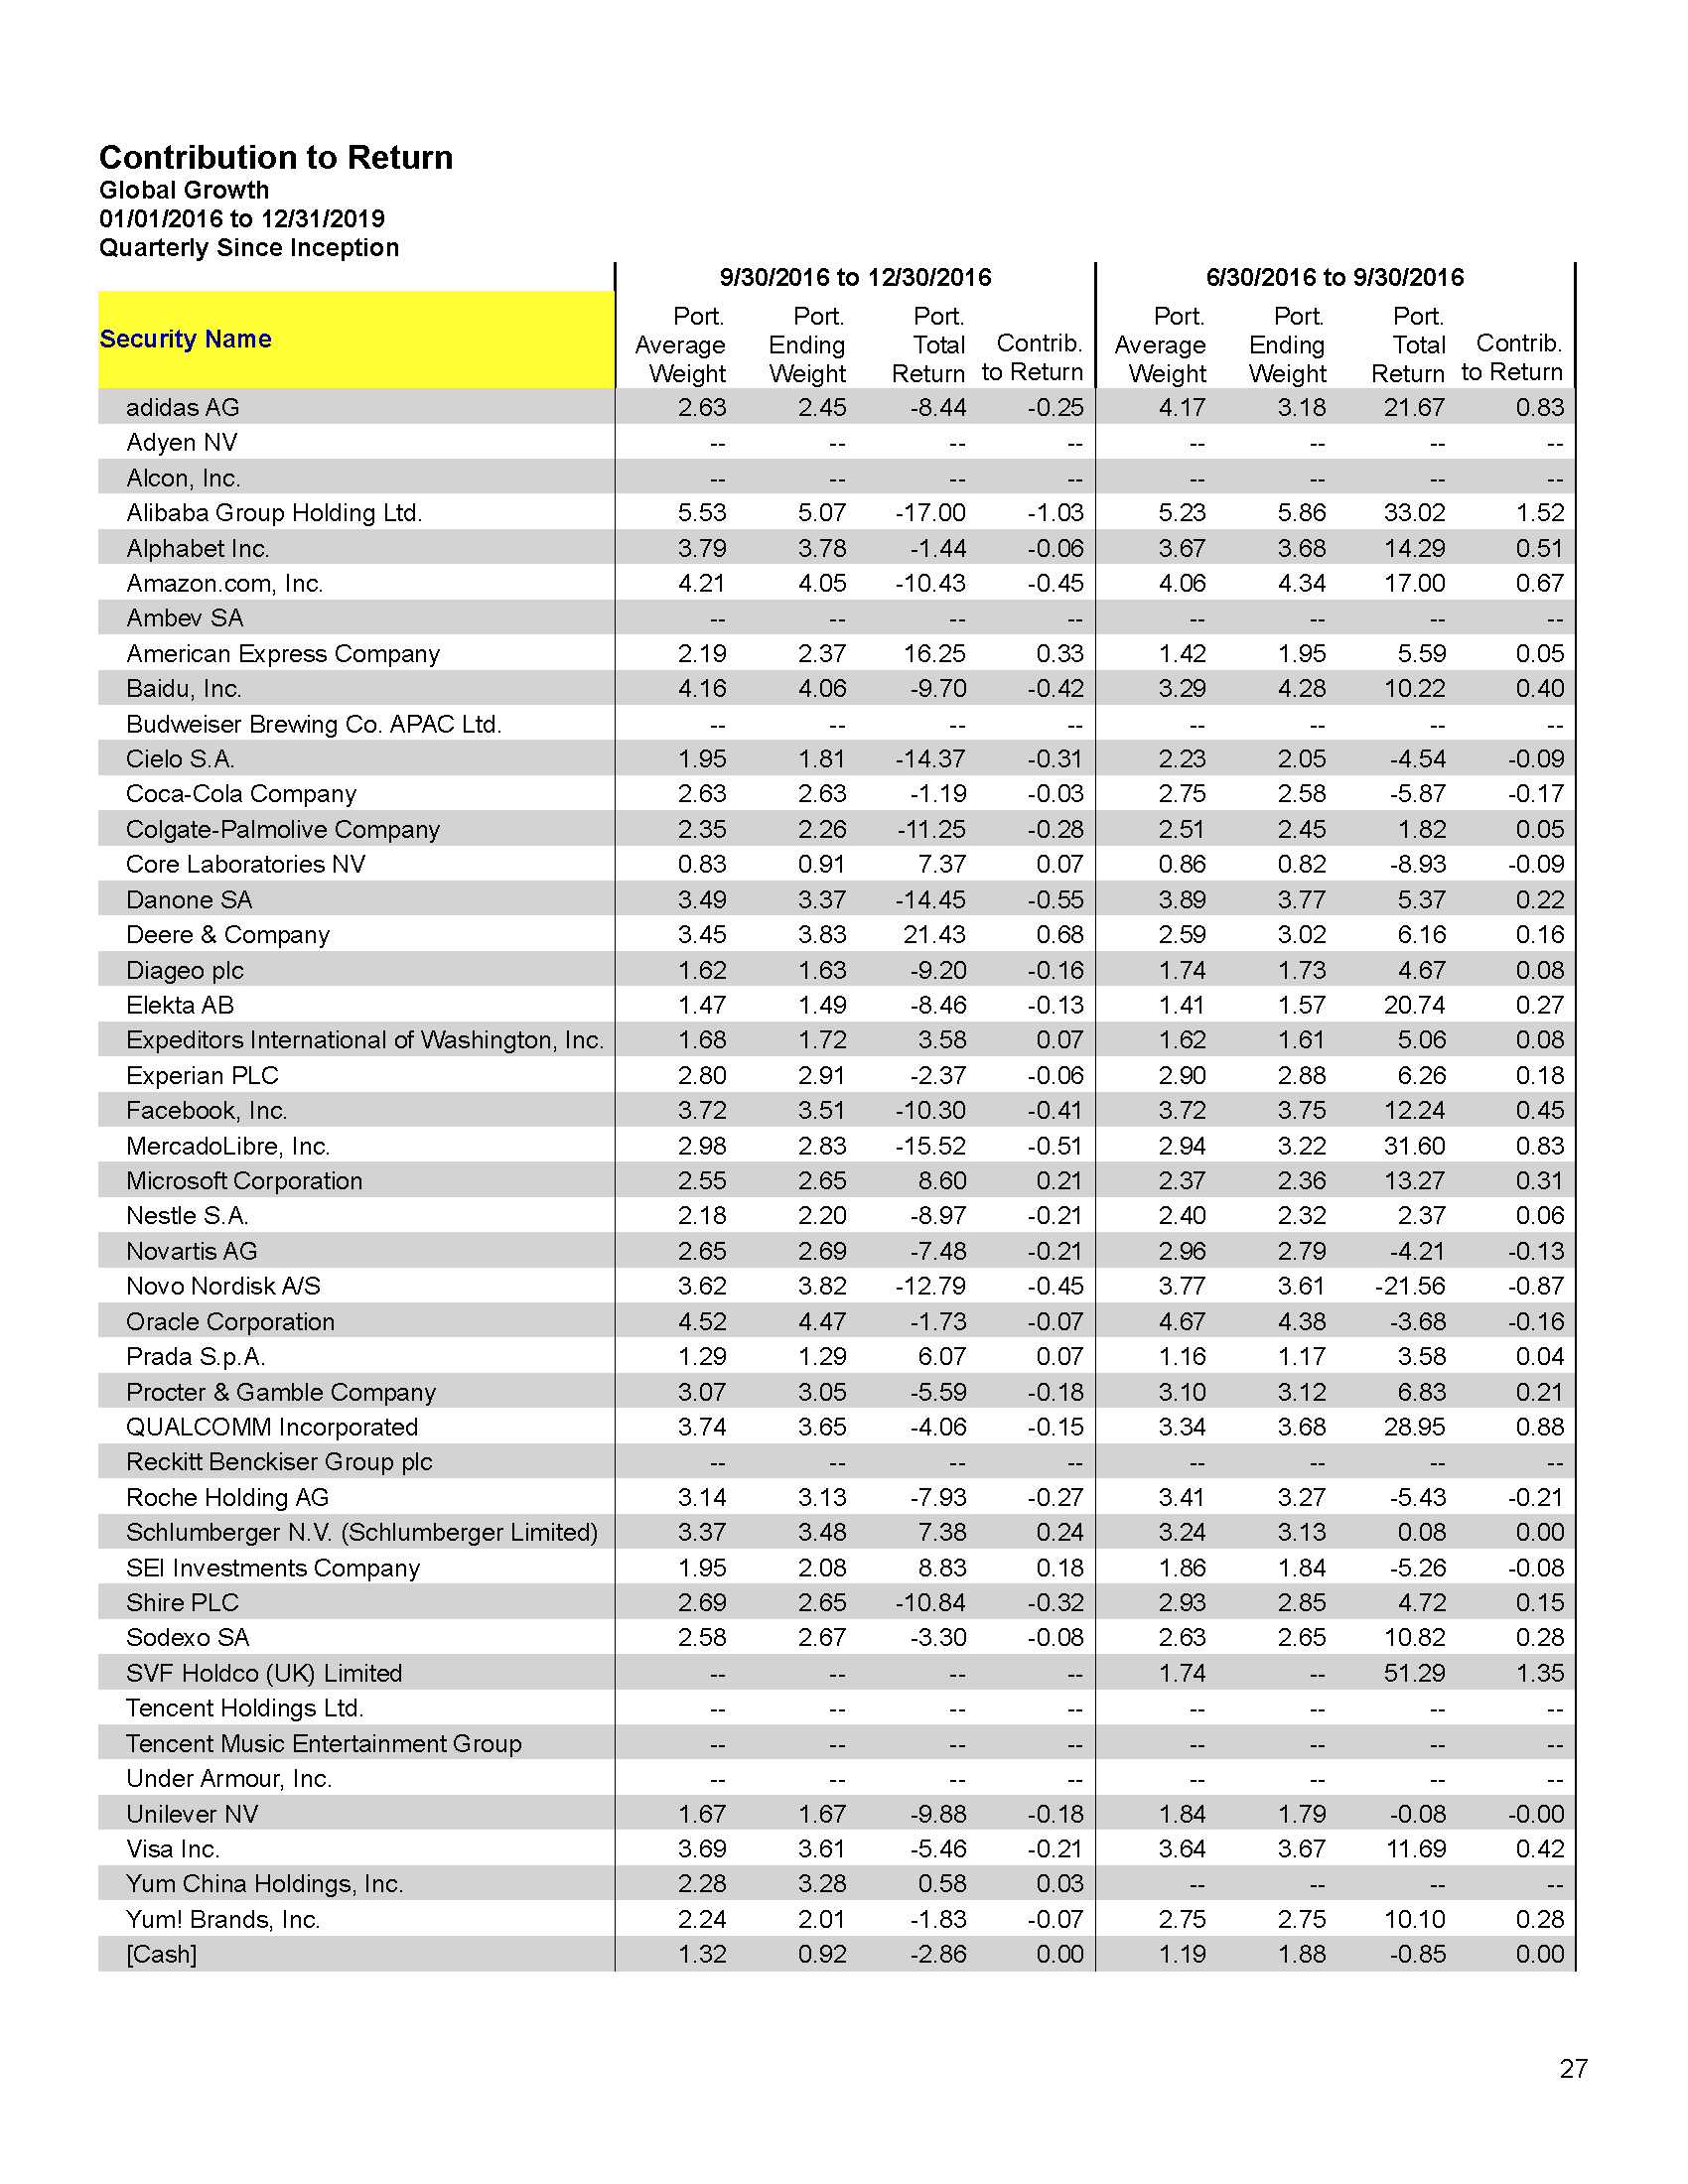 Contribution to Return
Global Growth
01/01/2016 to 12/31/2019
Quarterly Since Inception
9/30/2016 to 12/30/2016 6/30/2016 to 9/30/2016
Security Name Port. Average Weight Port. Ending Weight Port. Total Return Contrib. to Return Port. Average Weight Port. Ending Weight Port. Total Return Contrib. to Return
adidas AG 2.63 2.45 -8.44 -0.25 4.17 3.18 21.67 0.83
Adyen NV -- -- -- -- -- -- -- --
Alcon, Inc. -- -- -- -- -- -- -- --
Alibaba Group Holding Ltd. 5.53 5.07 -17.00 -1.03 5.23 5.86 33.02 1.52
Alphabet Inc. 3.79 3.78 -1.44 -0.06 3.67 3.68 14.29 0.51
Amazon.com, Inc. 4.21 4.05 -10.43 -0.45 4.06 4.34 17.00 0.67
Ambev SA -- -- -- -- -- -- -- --
American Express Company 2.19 2.37 16.25 0.33 1.42 1.95 5.59 0.05
Baidu, Inc. 4.16 4.06 -9.70 -0.42 3.29 4.28 10.22 0.40
Budweiser Brewing Co. APAC Ltd. -- -- -- -- -- -- -- --
Cielo S.A. 1.95 1.81 -14.37 -0.31 2.23 2.05 -4.54 -0.09
Coca-Cola Company 2.63 2.63 -1.19 -0.03 2.75 2.58 -5.87 -0.17
Colgate-Palmolive Company 2.35 2.26 -11.25 -0.28 2.51 2.45 1.82 0.05
Core Laboratories NV 0.83 0.91 7.37 0.07 0.86 0.82 -8.93 -0.09
Danone SA 3.49 3.37 -14.45 -0.55 3.89 3.77 5.37 0.22
Deere & Company 3.45 3.83 21.43 0.68 2.59 3.02 6.16 0.16
Diageo plc 1.62 1.63 -9.20 -0.16 1.74 1.73 4.67 0.08
Elekta AB 1.47 1.49 -8.46 -0.13 1.41 1.57 20.74 0.27
Expeditors International of Washington, Inc. 1.68 1.72 3.58 0.07 1.62 1.61 5.06 0.08
Experian PLC 2.80 2.91 -2.37 -0.06 2.90 2.88 6.26 0.18
Facebook, Inc. 3.72 3.51 -10.30 -0.41 3.72 3.75 12.24 0.45
MercadoLibre, Inc. 2.98 2.83 -15.52 -0.51 2.94 3.22 31.60 0.83
Microsoft Corporation 2.55 2.65 8.60 0.21 2.37 2.36 13.27 0.31
Nestle S.A. 2.18 2.20 -8.97 -0.21 2.40 2.32 2.37 0.06
Novartis AG 2.65 2.69 -7.48 -0.21 2.96 2.79 -4.21 -0.13
Novo Nordisk A/S 3.62 3.82 -12.79 -0.45 3.77 3.61 -21.56 -0.87
Oracle Corporation 4.52 4.47 -1.73 -0.07 4.67 4.38 -3.68 -0.16
Prada S.p.A. 1.29 1.29 6.07 0.07 1.16 1.17 3.58 0.04
Procter & Gamble Company 3.07 3.05 -5.59 -0.18 3.10 3.12 6.83 0.21
QUALCOMM Incorporated 3.74 3.65 -4.06 -0.15 3.34 3.68 28.95 0.88
Reckitt Benckiser Group plc -- -- -- -- -- -- -- --
Roche Holding AG 3.14 3.13 -7.93 -0.27 3.41 3.27 -5.43 -0.21
Schlumberger N.V. (Schlumberger Limited) 3.37 3.48 7.38 0.24 3.24 3.13 0.08 0.00
SEI Investments Company 1.95 2.08 8.83 0.18 1.86 1.84 -5.26 -0.08
Shire PLC 2.69 2.65 -10.84 -0.32 2.93 2.85 4.72 0.15
Sodexo SA 2.58 2.67 -3.30 -0.08 2.63 2.65 10.82 0.28
SVF Holdco (UK) Limited -- -- -- -- 1.74 -- 51.29 1.35
Tencent Holdings Ltd. -- -- -- -- -- -- -- --
Tencent Music Entertainment Group -- -- -- -- -- -- -- --
Under Armour, Inc. -- -- -- -- -- -- -- --
Unilever NV 1.67 1.67 -9.88 -0.18 1.84 1.79 -0.08 -0.00
Visa Inc. 3.69 3.61 -5.46 -0.21 3.64 3.67 11.69 0.42
Yum China Holdings, Inc. 2.28 3.28 0.58 0.03 -- -- -- --
Yum! Brands, Inc. 2.24 2.01 -1.83 -0.07 2.75 2.75 10.10 0.28
[Cash] 1.32 0.92 -2.86 0.00 1.19 1.88 -0.85 0.00
27